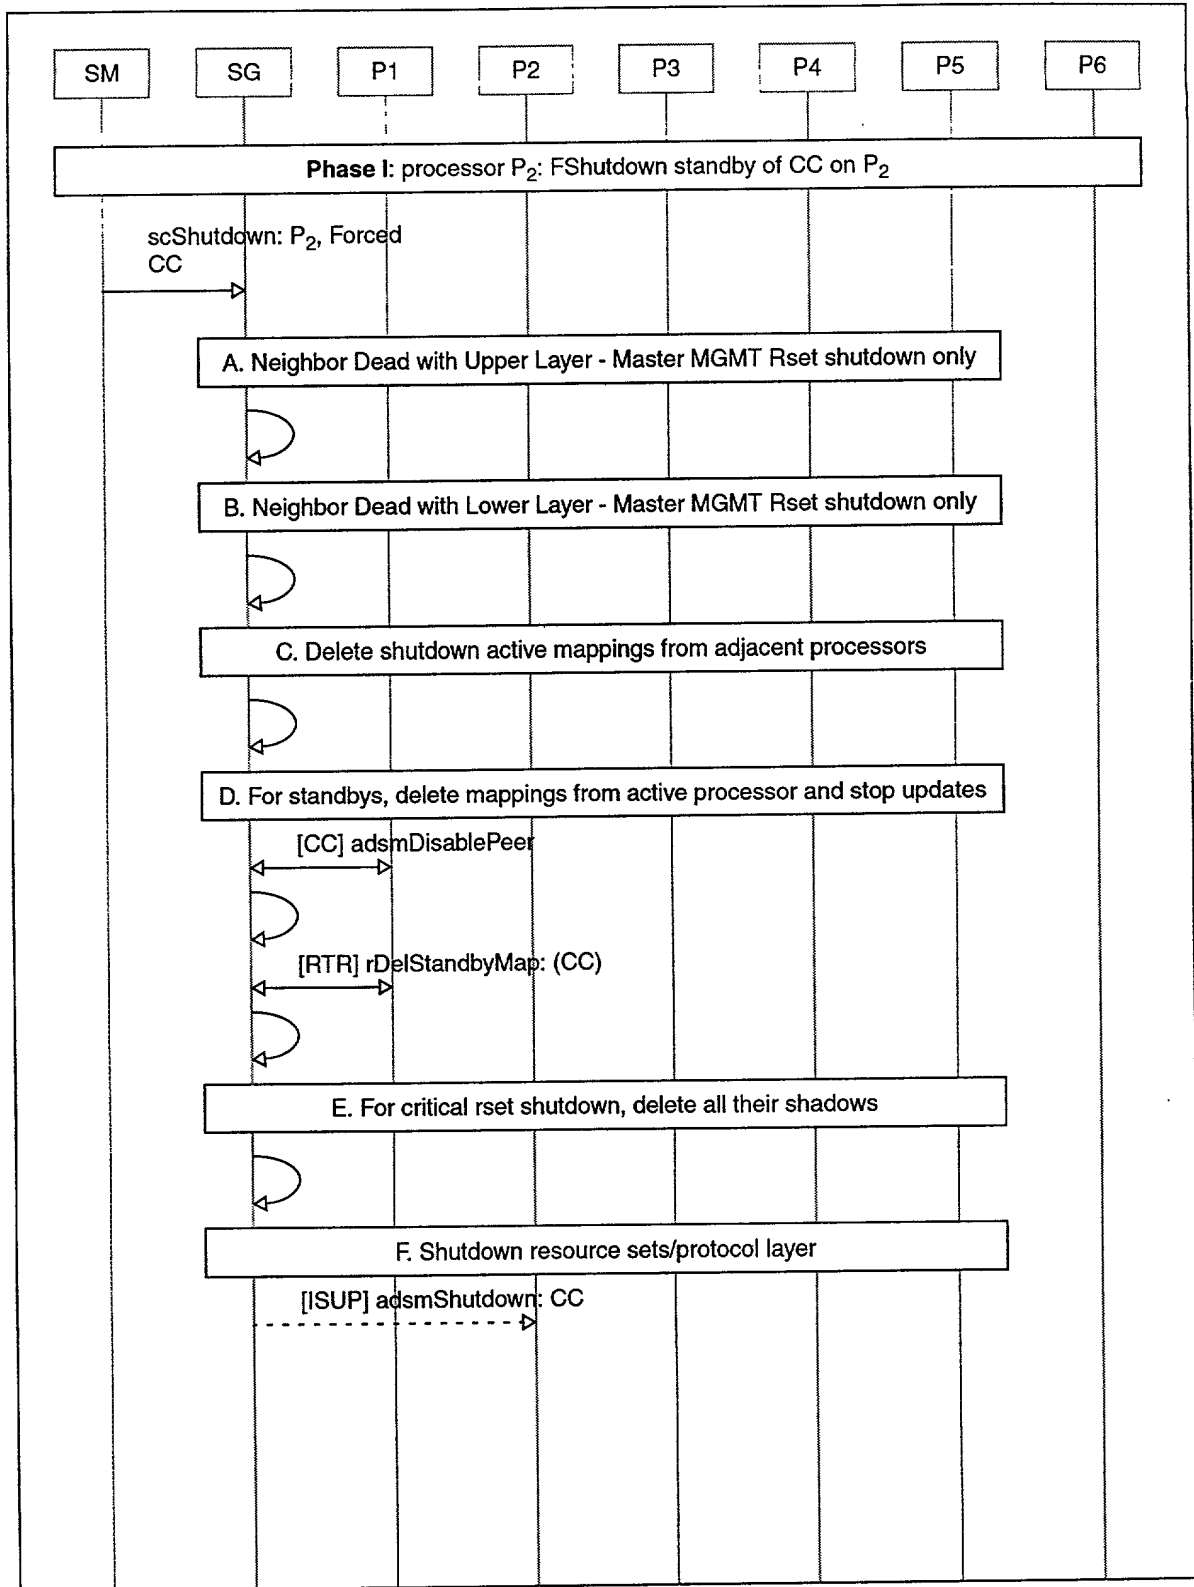 SM SG P1 P2 P3 P4 P5 P6
Phase I: processor P2: FShutdown standby of CC on P2
scShutdown: P2, Forced
CC
A. Neighbor Dead with Upper Layer - Master MGMT Rset shutdown only
B. Neighbor Dead with Lower Layer - Master MGMT Rset shutdown only
C. Delete shutdown active mappings from adjacent processors
D. For standbys, delete mappings from active processor and stop updates
[CC] adsmDisablePeer
[RTR] rDelStandbyMap: (CC)
E. For critical rset shutdown, delete all their shadows
F. Shutdown resource sets/protocol layer
[ISUP] adsmShutdown: CC